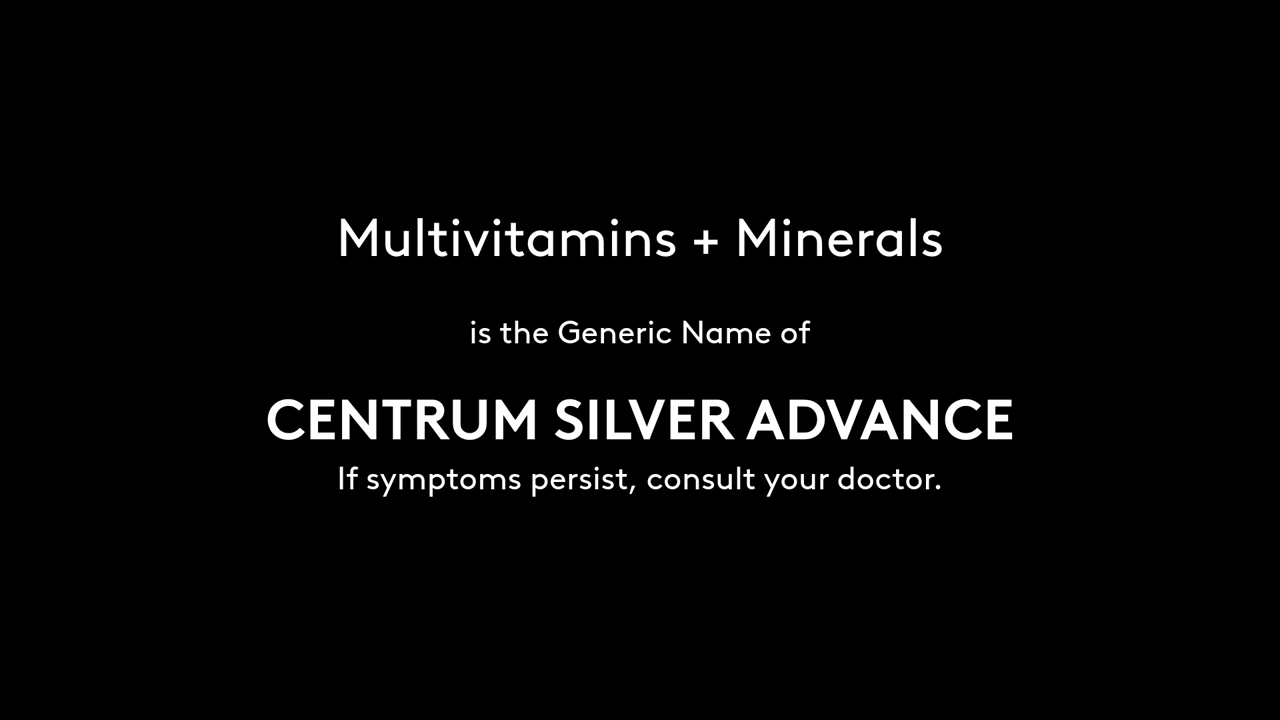 Multivitamins + Minerals
is the Generic Name of
CENTRUM SILVER ADVANCE
If symptoms persist, consult your doctor.